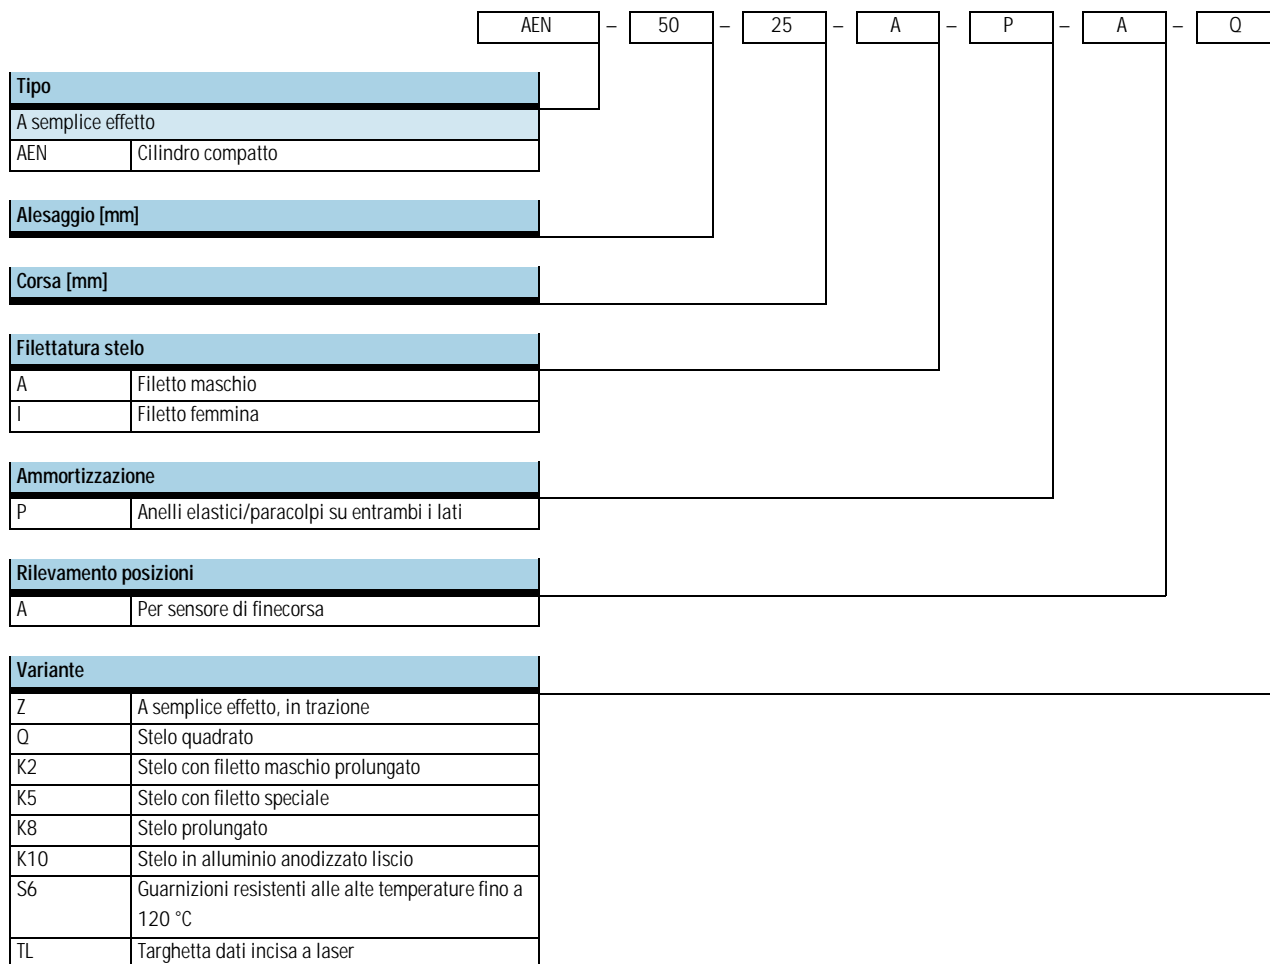 AEN – 50 – 25 – A – P – A – Q
Tipo
A semplice effetto
AEN Cilindro compatto
Alesaggio [mm]
Corsa [mm]
Filettatura stelo
A Filetto maschio
I Filetto femmina
Ammortizzazione
P Anelli elastici/paracolpi su entrambi i lati
Rilevamento posizioni
A Per sensore di finecorsa
Variante
Z A semplice effetto, in trazione
Q Stelo quadrato
K2 Stelo con filetto maschio prolungato
K5 Stelo con filetto speciale
K8 Stelo prolungato
K10 Stelo in alluminio anodizzato liscio
S6 Guarnizioni resistenti alle alte temperature fino a
120 °C
TL Targhetta dati incisa a laser